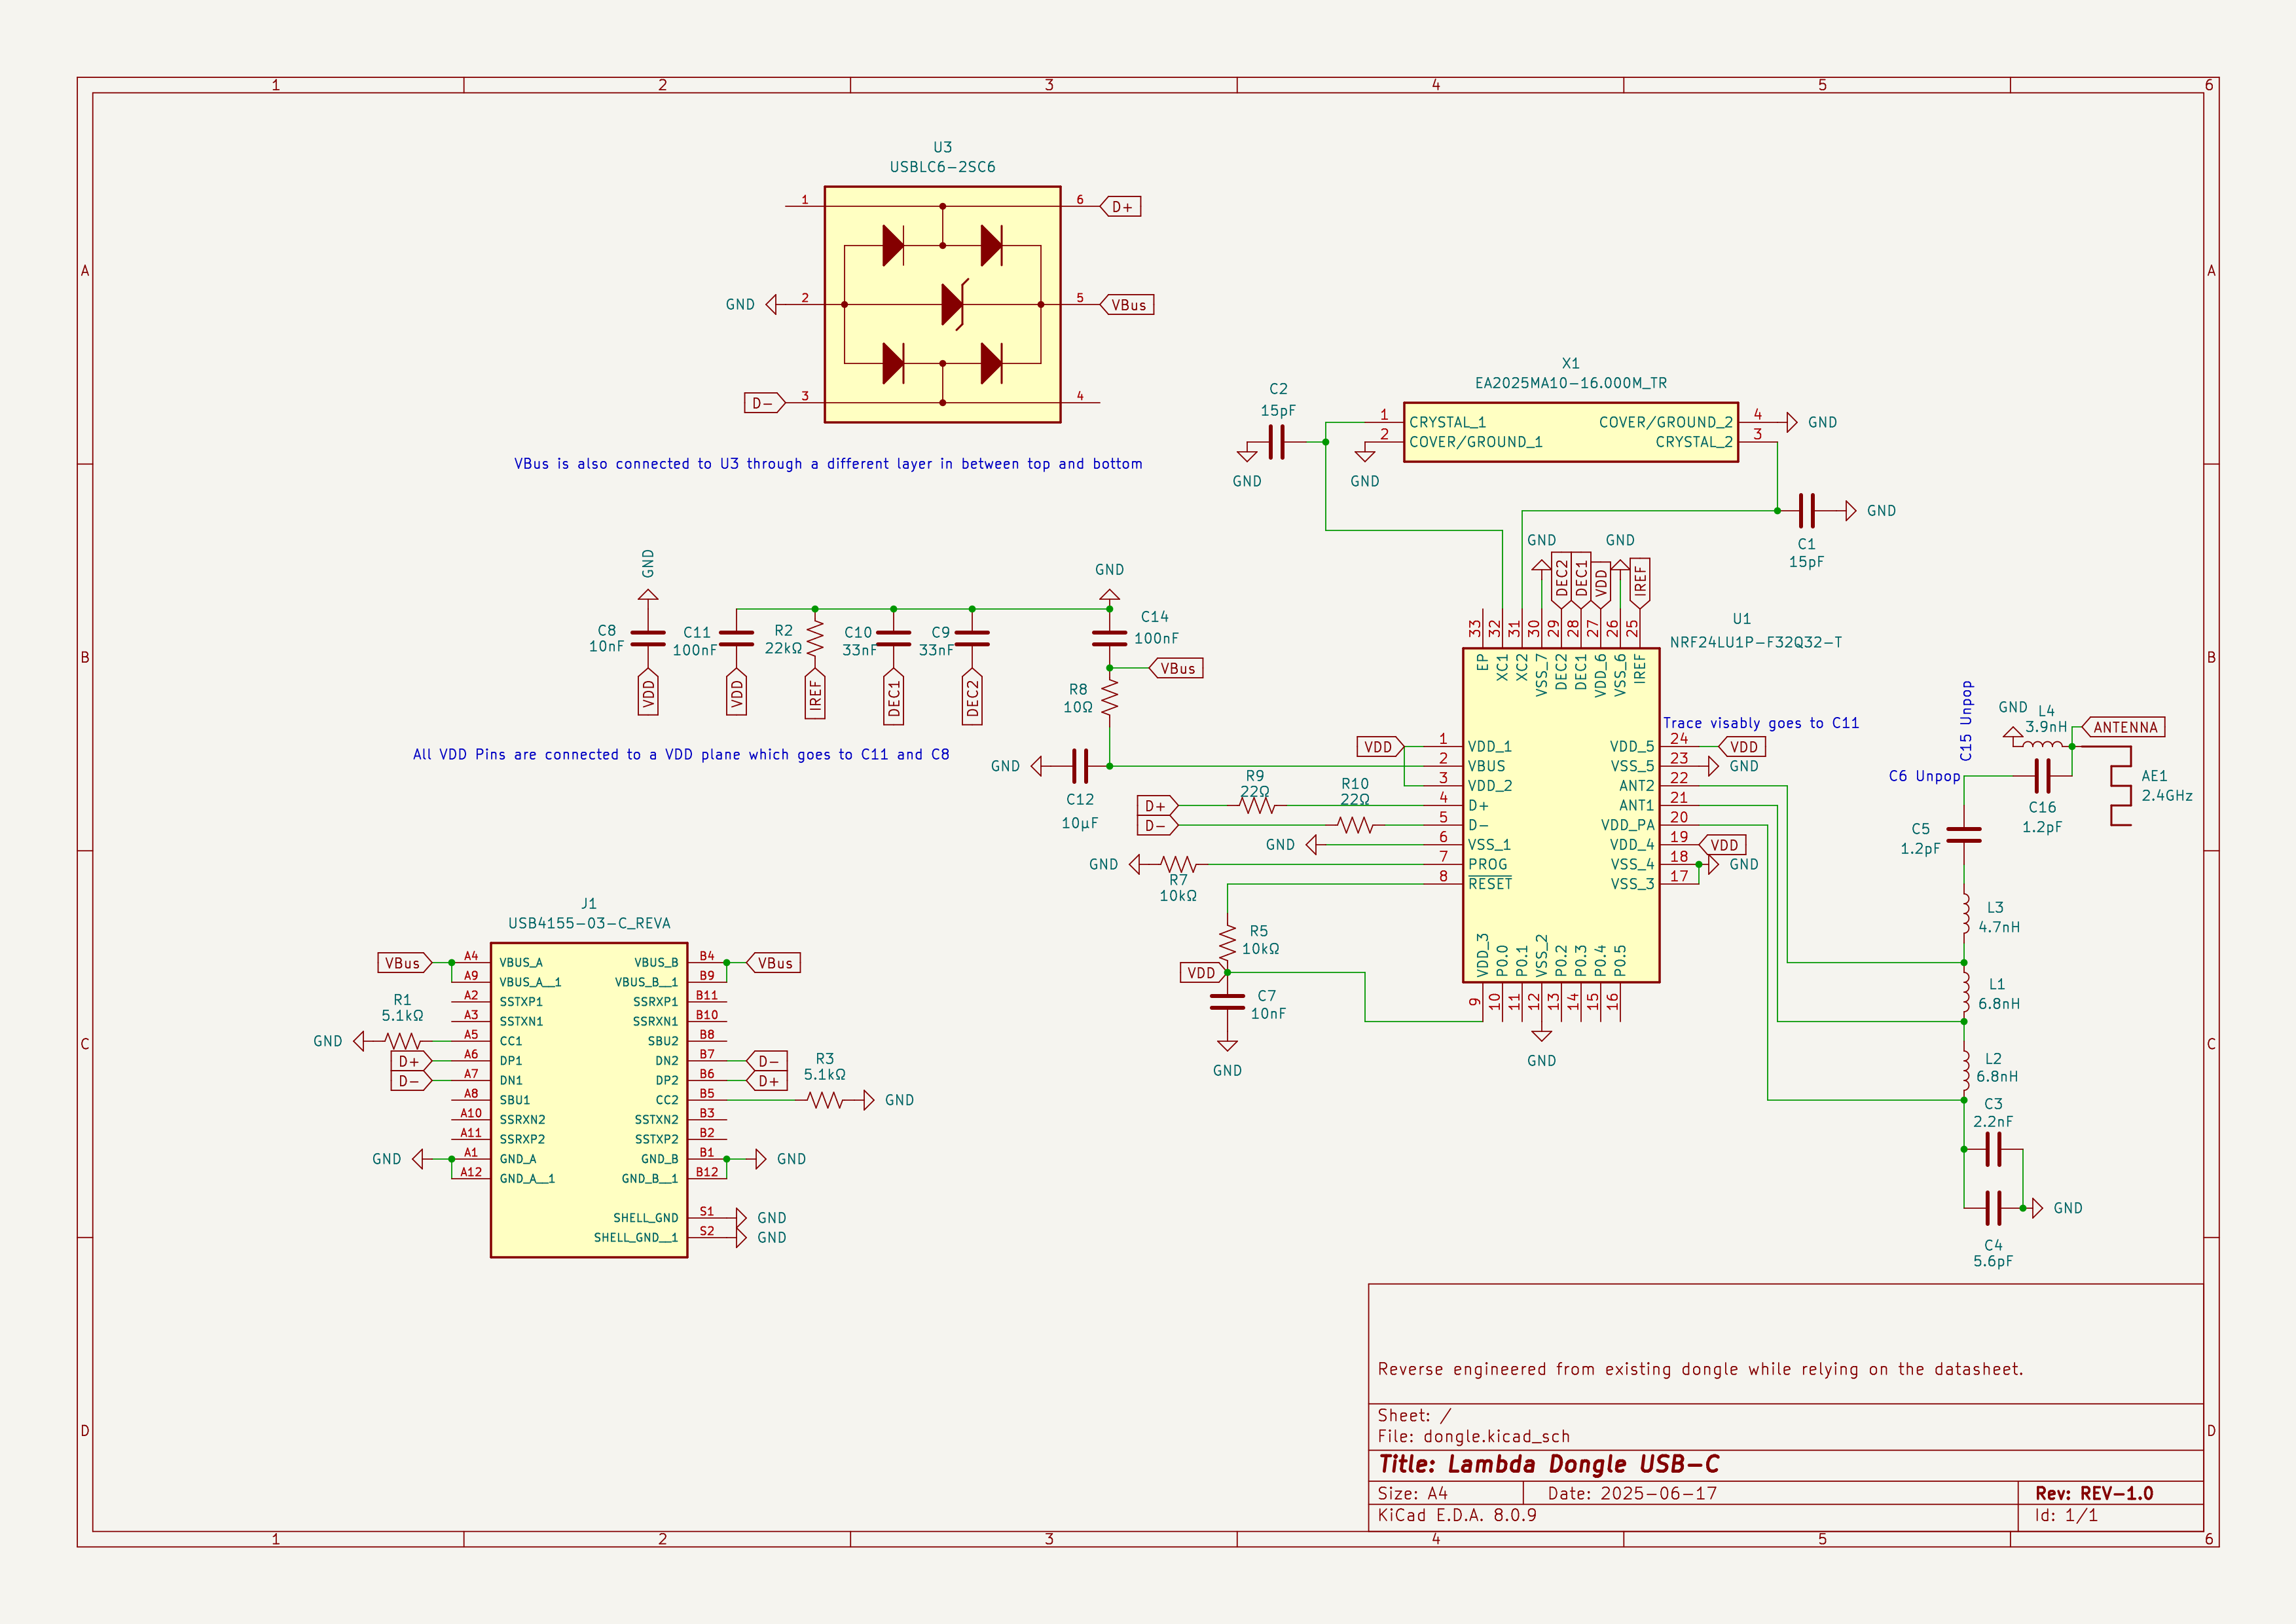 1 2 3 4 5 6
A A
B B
C C
D D
U3
USBLC6-2SC6
1
6 D+
GND 2
5 VBus
D- 3
4
VBus is also connected to U3 through a different layer in between top and bottom
X1
EA2025MA10-16.000M_TR
1 CRYSTAL_1
2 COVER/GROUND_1
COVER/GROUND_2 4 GND
CRYSTAL_2 3
C2
15pF
GND
GND
C1
15pF
GND
GND
C8
10nF
VDD
C11
100nF
VDD
R2
22kΩ
IREF
C10
33nF
DEC1
C9
33nF
DEC2
GND
C14
100nF
VBus
R8
10Ω
GND
C12
10µF
All VDD Pins are connected to a VDD plane which goes to C11 and C8
GND DEC2 DEC1 VDD GND IREF
U1
NRF24LU1P-F32Q32-T
33 32 31 30 29 28 27 26 25
EP XC1 XC2 VSS_7 DEC2 DEC1 VDD_6 VSS_6 IREF
Trace visably goes to C11
VDD 1 VDD_1
2 VBUS
3 VDD_2
D+ R9 22Ω 4 D+
D- R10 22Ω 5 D-
GND 6 VSS_1
GND R7 10kΩ 7 PROG
8 RESET
VDD_5 24 VDD
VSS_5 23 GND
ANT2 22
ANT1 21
VDD_PA 20
VDD_4 19 VDD
VSS_4 18 GND
VSS_3 17
VDD_3 P0.0 P0.1 VSS_2 P0.2 P0.3 P0.4 P0.5
9 10 11 12 13 14 15 16
GND
R5
10kΩ
VDD
C7
10nF
GND
C15 Unpop
C6 Unpop
GND
L4
3.9nH
ANTENNA
AE1
2.4GHz
C16
1.2pF
C5
1.2pF
L3
4.7nH
L1
6.8nH
L2
6.8nH
C3
2.2nF
C4
5.6pF
GND
J1
USB4155-03-C_REVA
VBus A4 VBUS_A
A9 VBUS_A__1
A2 SSTXP1
A3 SSTXN1
GND R1 5.1kΩ A5 CC1
D+ A6 DP1
D- A7 DN1
A8 SBU1
A10 SSRXN2
A11 SSRXP2
GND A1 GND_A
A12 GND_A__1
VBUS_B B4 VBus
VBUS_B__1 B9
SSRXP1 B11
SSRXN1 B10
SBU2 B8
DN2 B7 D-
DP2 B6 D+
CC2 B5 R3 5.1kΩ GND
SSTXN2 B3
SSTXP2 B2
GND_B B1 GND
GND_B__1 B12
SHELL_GND S1 GND
SHELL_GND__1 S2 GND
Reverse engineered from existing dongle while relying on the datasheet.
Sheet: /
File: dongle.kicad_sch
Title: Lambda Dongle USB-C
Size: A4 Date: 2025-06-17 Rev: REV-1.0
KiCad E.D.A. 8.0.9 Id: 1/1
1 2 3 4 5 6